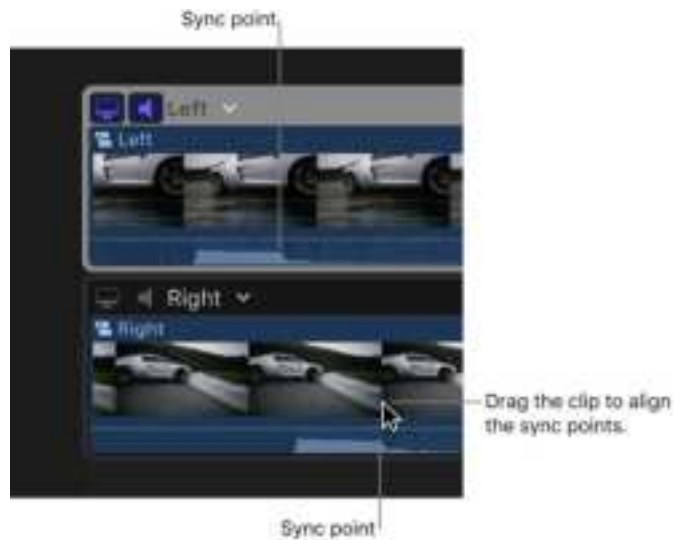 Sync point
Left
Left
Right
Right
Drag the clip to align
the sync points.
Sync point